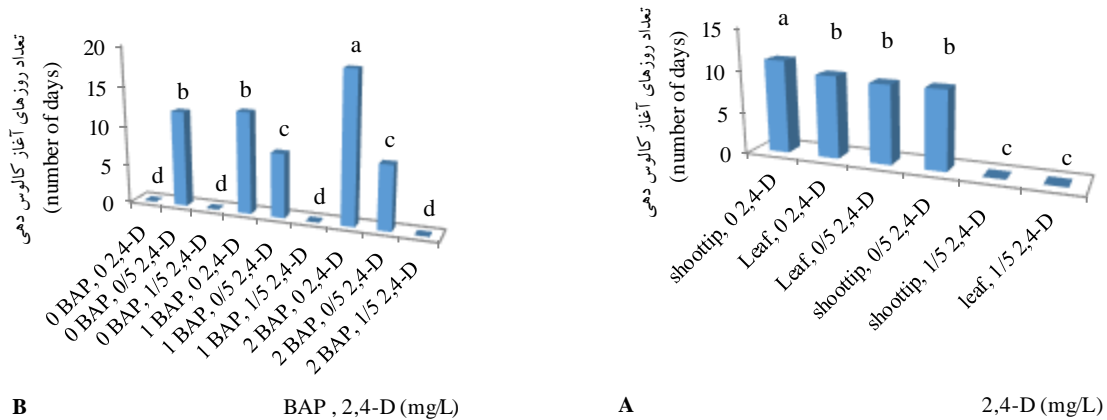 تعداد روزهای آغاز کالوس دهی
(number of days)
20
15
10
5
0
d
b
d
b
c
d
a
c
d
0 BAP, 0 2,4-D
0 BAP, 0/5 2,4-D
0 BAP, 1/5 2,4-D
1 BAP, 0 2,4-D
1 BAP, 0/5 2,4-D
1 BAP, 1/5 2,4-D
2 BAP, 0 2,4-D
2 BAP, 0/5 2,4-D
2 BAP, 1/5 2,4-D
B
BAP , 2,4-D (mg/L)
تعداد روزهای آغاز کالوس دهی
(number of days)
15
10
5
0
a
b
b
b
c
c
shoottip, 0 2,4-D
Leaf, 0 2,4-D
Leaf, 0/5 2,4-D
shoottip, 0/5 2,4-D
shoottip, 1/5 2,4-D
leaf, 1/5 2,4-D
A
2,4-D (mg/L)